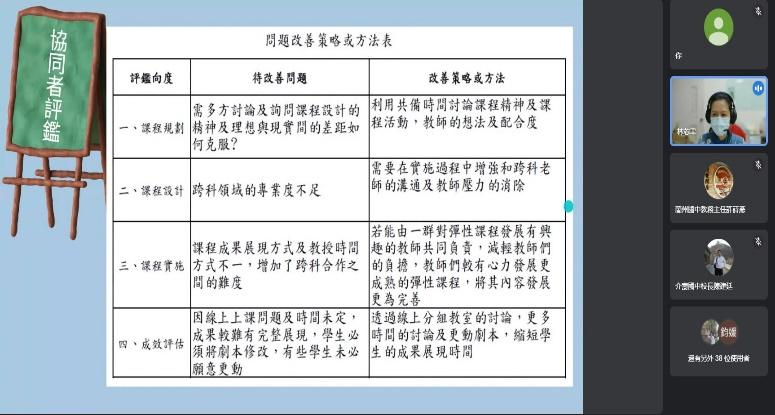 協同者評鑑
問題改善策略或方法表
評鑑向度
待改善問題
改善策略或方法
一、課程規劃
需多方討論及詢問課程設計的
精神及理想與現實間的差距如
何克服?
利用共備時間討論課程精神及課
程活動,教師的想法及配合度
二、課程設計
跨科領域的專業度不足
需要在實施過程中增強和跨科老
師的溝通及教師壓力的消除
三、課程實施
課程成果展現方式及教授時間
方式不一,增加了跨科合作之
間的難度
若能由一群對彈性課程發展有興
趣的教師共同負責,減輕教師們
的負擔,教師們較有心力發展更
成熟的彈性課程,將其內容發展
更為完善
四、成效評估
因線上上課問題及時間未定,
成果較難有完整展現,學生必
須將劇本修改,有些學生未必
願意更動
透過線上分組教室的討論,更多
時間的討論及更動劇本,縮短學
生的成果展現時間
你
鈞媛
還有另外 38 位使用者